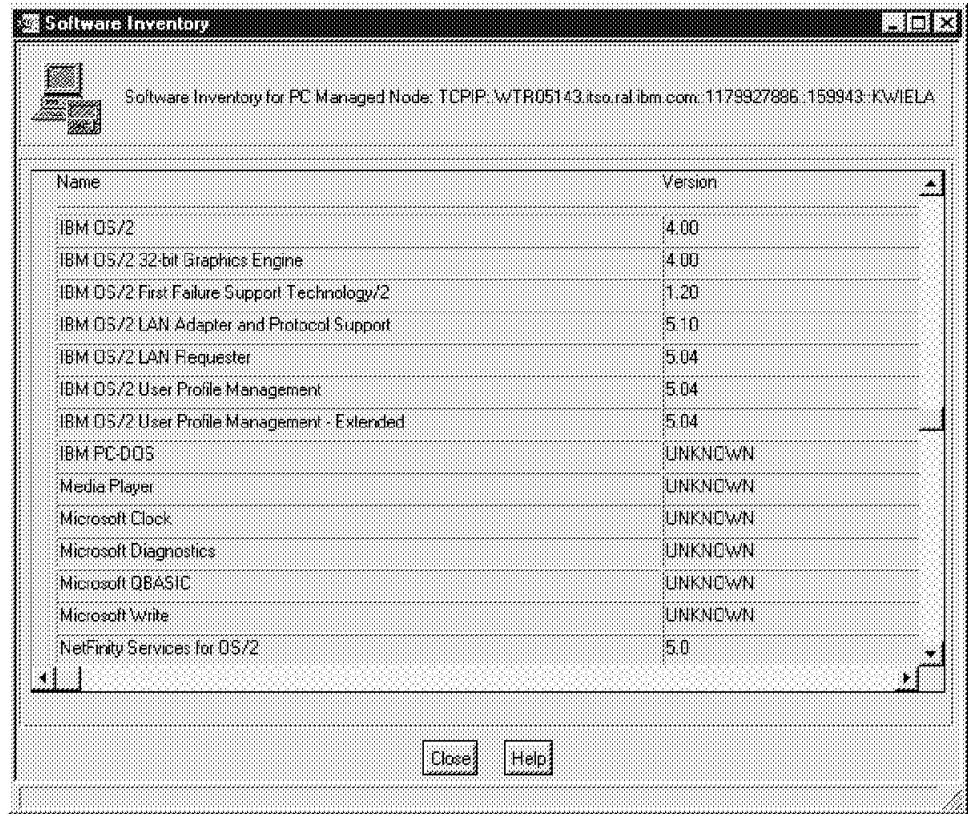 Software Inventory
Software Inventory for PC Managed Node: TCPIP::WTR05143.itso.ral.ibm.com::1179927886::159943::KWIELA
Name Version
IBM OS/2 4.00
IBM OS/2 32-bit Graphics Engine 4.00
IBM OS/2 First Failure Support Technology/2 1.20
IBM OS/2 LAN Adapter and Protocol Support 5.10
IBM OS/2 LAN Requester 5.04
IBM OS/2 User Profile Management 5.04
IBM OS/2 User Profile Management - Extended 5.04
IBM PC-DOS UNKNOWN
Media Player UNKNOWN
Microsoft Clock UNKNOWN
Microsoft Diagnostics UNKNOWN
Microsoft QBASIC UNKNOWN
Microsoft Write UNKNOWN
NetFinity Services for OS/2 5.0
Close Help